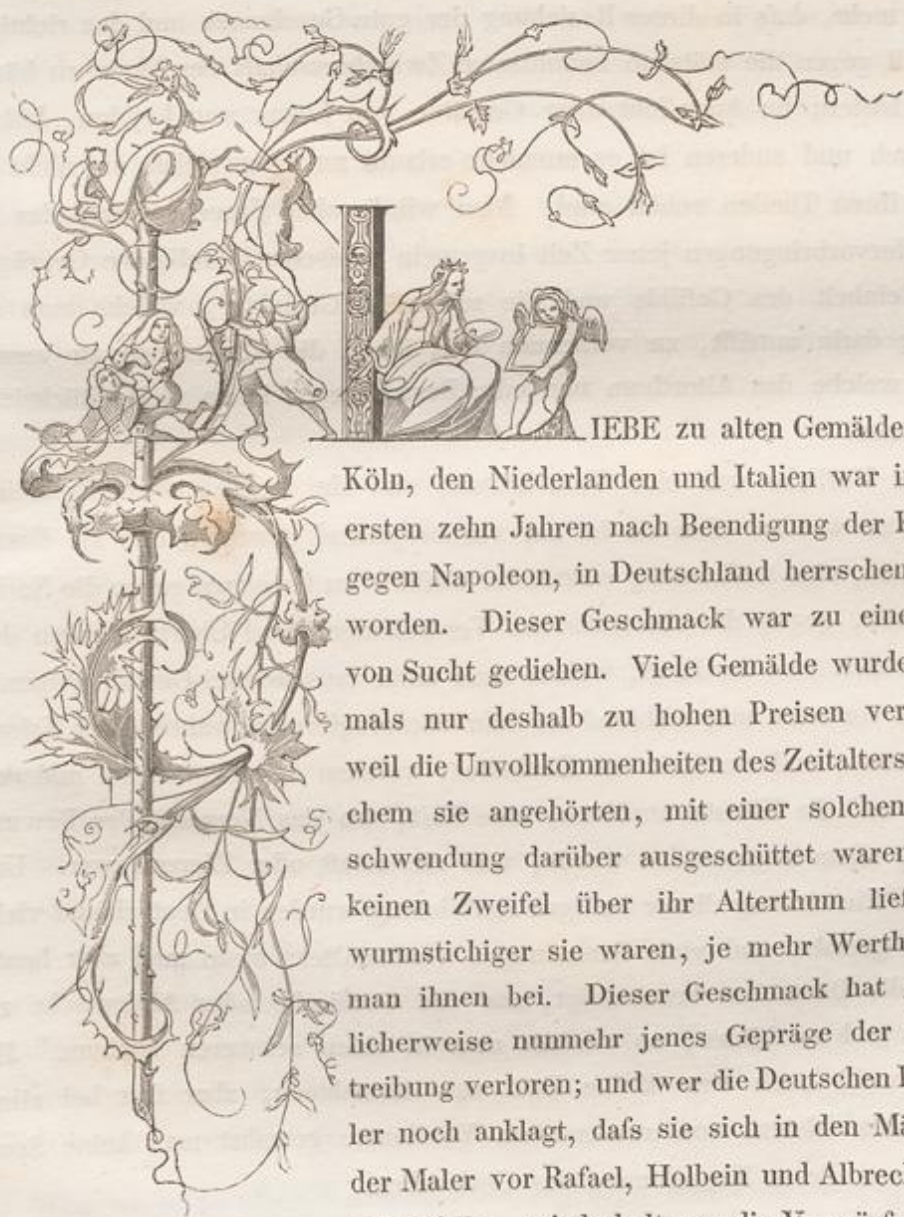 LIEBE zu alten Gemälde
Köln, den Niederlanden und Italien war i
ersten zehn Jahren nach Beendigung der K
gegen Napoleon, in Deutschland herrschen
worden. Dieser Geschmack war zu eine
von Sucht gediehen. Viele Gemälde wurde
mals nur deshalb zu hohen Preisen ver
weil die Unvollkommenheiten des Zeitalters
chem sie angehörten, mit einer solchen
schwendung darüber ausgeschüttet waren
keinen Zweifel über ihr Alterthum lief
wurmstichiger sie waren, je mehr Werth
man ihnen bei. Dieser Geschmack hat
licherweise nunmehr jenes Gepräge der
treibung verloren; und wer die Deutschen
ler noch anklagt, daſs sie sich in den Mä
der Maler vor Rafael, Holbein und Albrec